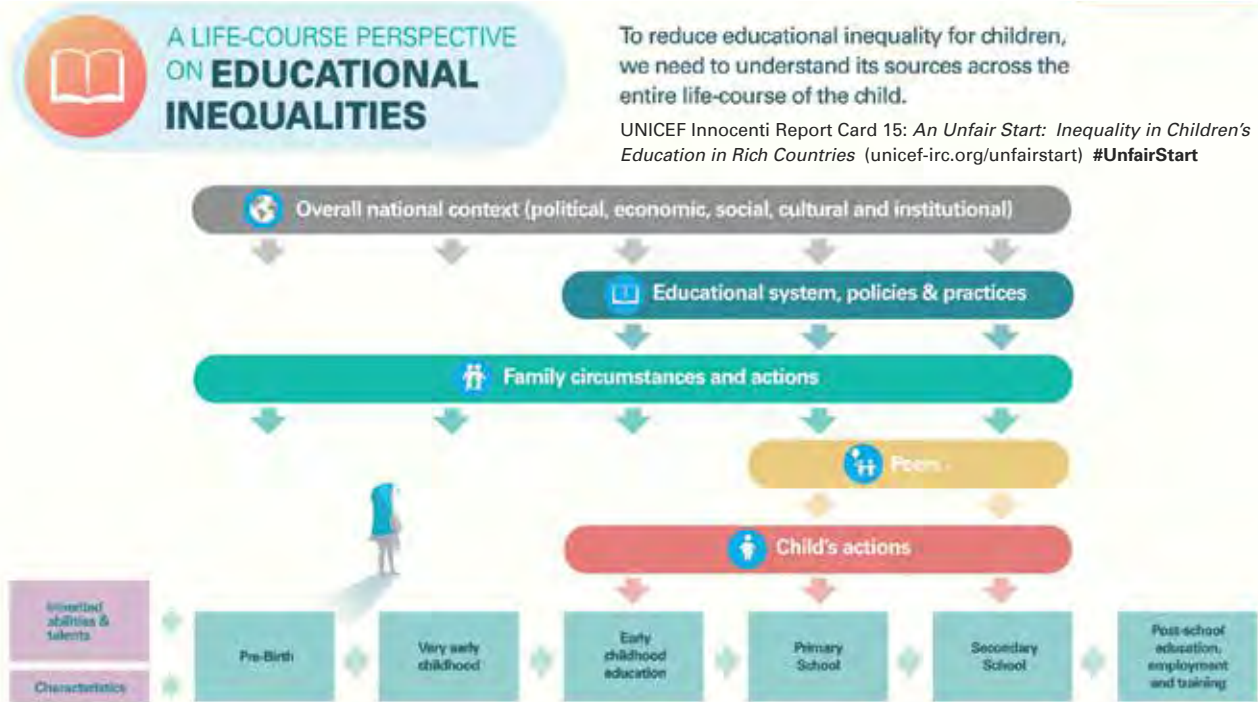 A LIFE-COURSE PERSPECTIVE
ON EDUCATIONAL
INEQUALITIES
To reduce educational inequality for children,
we need to understand its sources across the
entire life-course of the child.
UNICEF Innocenti Report Card 15: An Unfair Start: Inequality in Children's
Education in Rich Countries (unicef-irc.org/unfairstart) #UnfairStart
Overall national context (political, economic, social, cultural and institutional)
Educational system, policies & practices
Family circumstances and actions
Peers
Child's actions
Inherited
abilities &
talents
Characteristics
Pre-Birth
Very early
childhood
Early
childhood
education
Primary
School
Secondary
School
Post-school
education,
employment
and training